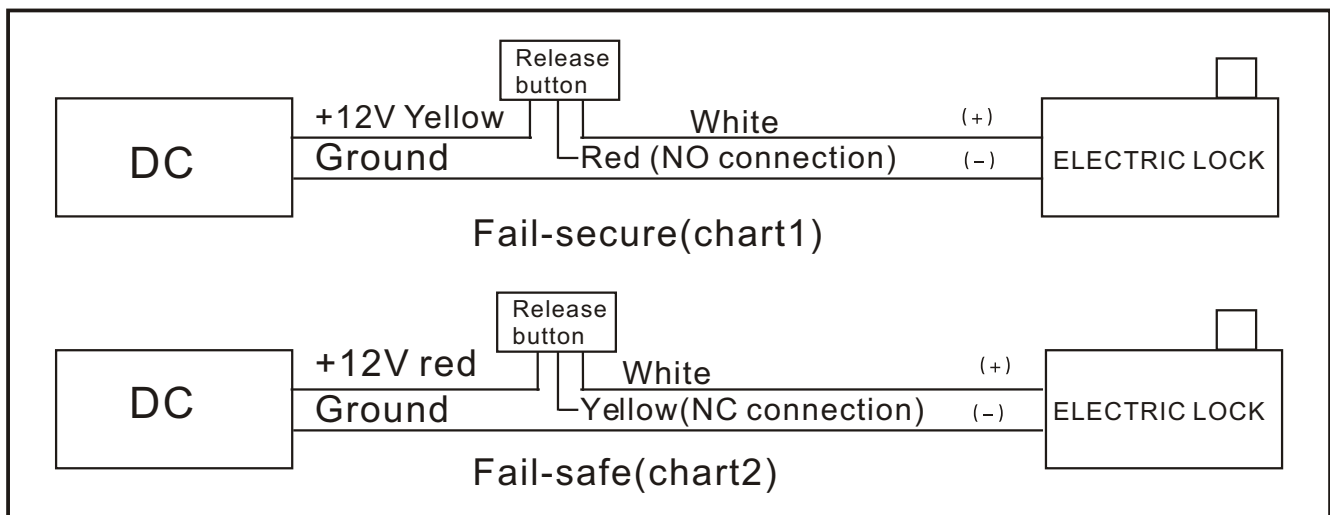 Release
button
+12V Yellow
White
(+)
DC
Ground
Red (NO connection)
(-)
ELECTRIC LOCK
Fail-secure(chart1)
Release
button
+12V red
White
(+)
DC
Ground
Yellow(NC connection)
(-)
ELECTRIC LOCK
Fail-safe(chart2)